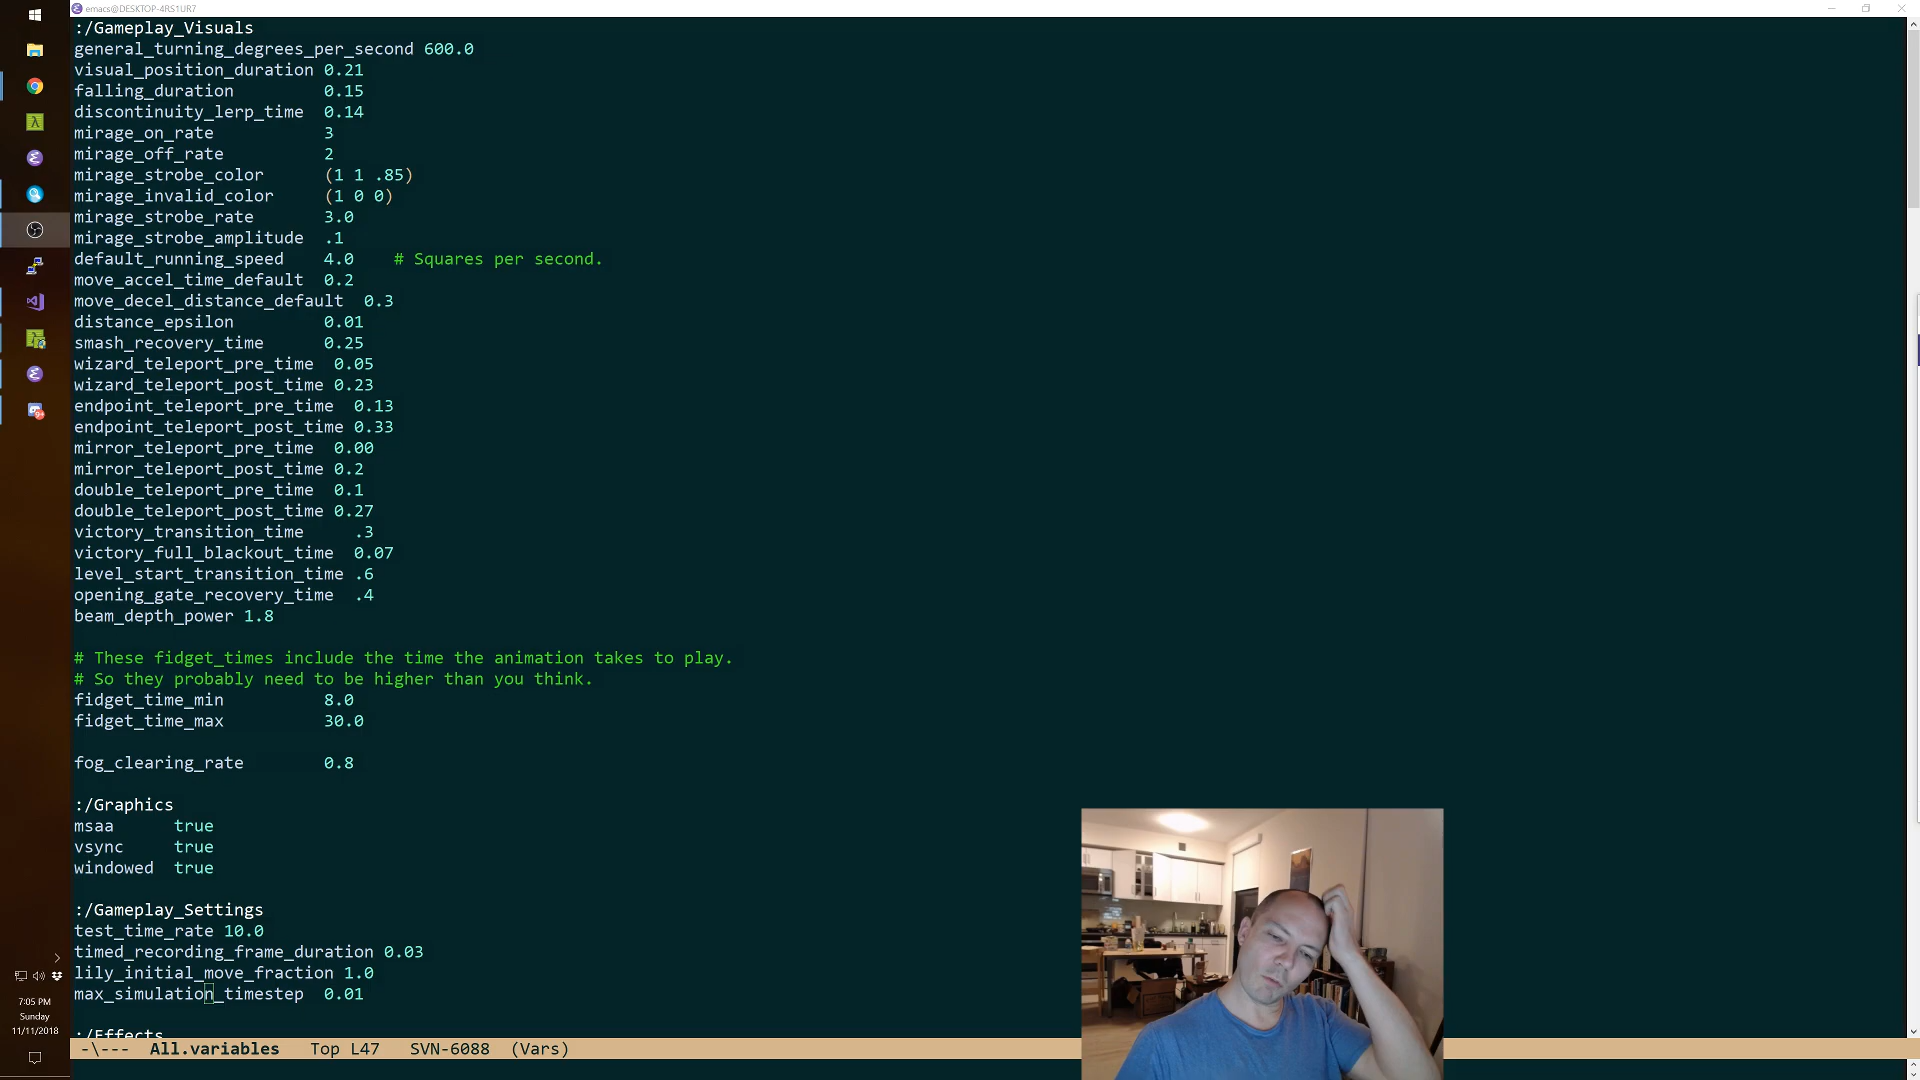 emacs@DESKTOP-4RS1UR7
:/Gameplay_Visuals
general_turning_degrees_per_second 600.0
visual_position_duration 0.21
falling_duration 0.15
discontinuity_lerp_time 0.14
mirage_on_rate 3
mirage_off_rate 2
mirage_strobe_color (1 1 .85)
mirage_invalid_color (1 0 0)
mirage_strobe_rate 3.0
mirage_strobe_amplitude .1
default_running_speed 4.0 # Squares per second.
move_accel_time_default 0.2
move_decel_distance_default 0.3
distance_epsilon 0.01
smash_recovery_time 0.25
wizard_teleport_pre_time 0.05
wizard_teleport_post_time 0.23
endpoint_teleport_pre_time 0.13
endpoint_teleport_post_time 0.33
mirror_teleport_pre_time 0.00
mirror_teleport_post_time 0.2
double_teleport_pre_time 0.1
double_teleport_post_time 0.27
victory_transition_time .3
victory_full_blackout_time 0.07
level_start_transition_time .6
opening_gate_recovery_time .4
beam_depth_power 1.8
# These fidget_times include the time the animation takes to play.
# So they probably need to be higher than you think.
fidget_time_min 8.0
fidget_time_max 30.0
fog_clearing_rate 0.8
:/Graphics
msaa true
vsync true
windowed true
:/Gameplay_Settings
test_time_rate 10.0
timed_recording_frame_duration 0.03
lily_initial_move_fraction 1.0
max_simulation_timestep 0.01
:/Effects
-\--- All.variables Top L47 SVN-6088 (Vars)
7:05 PM
Sunday
11/11/2018